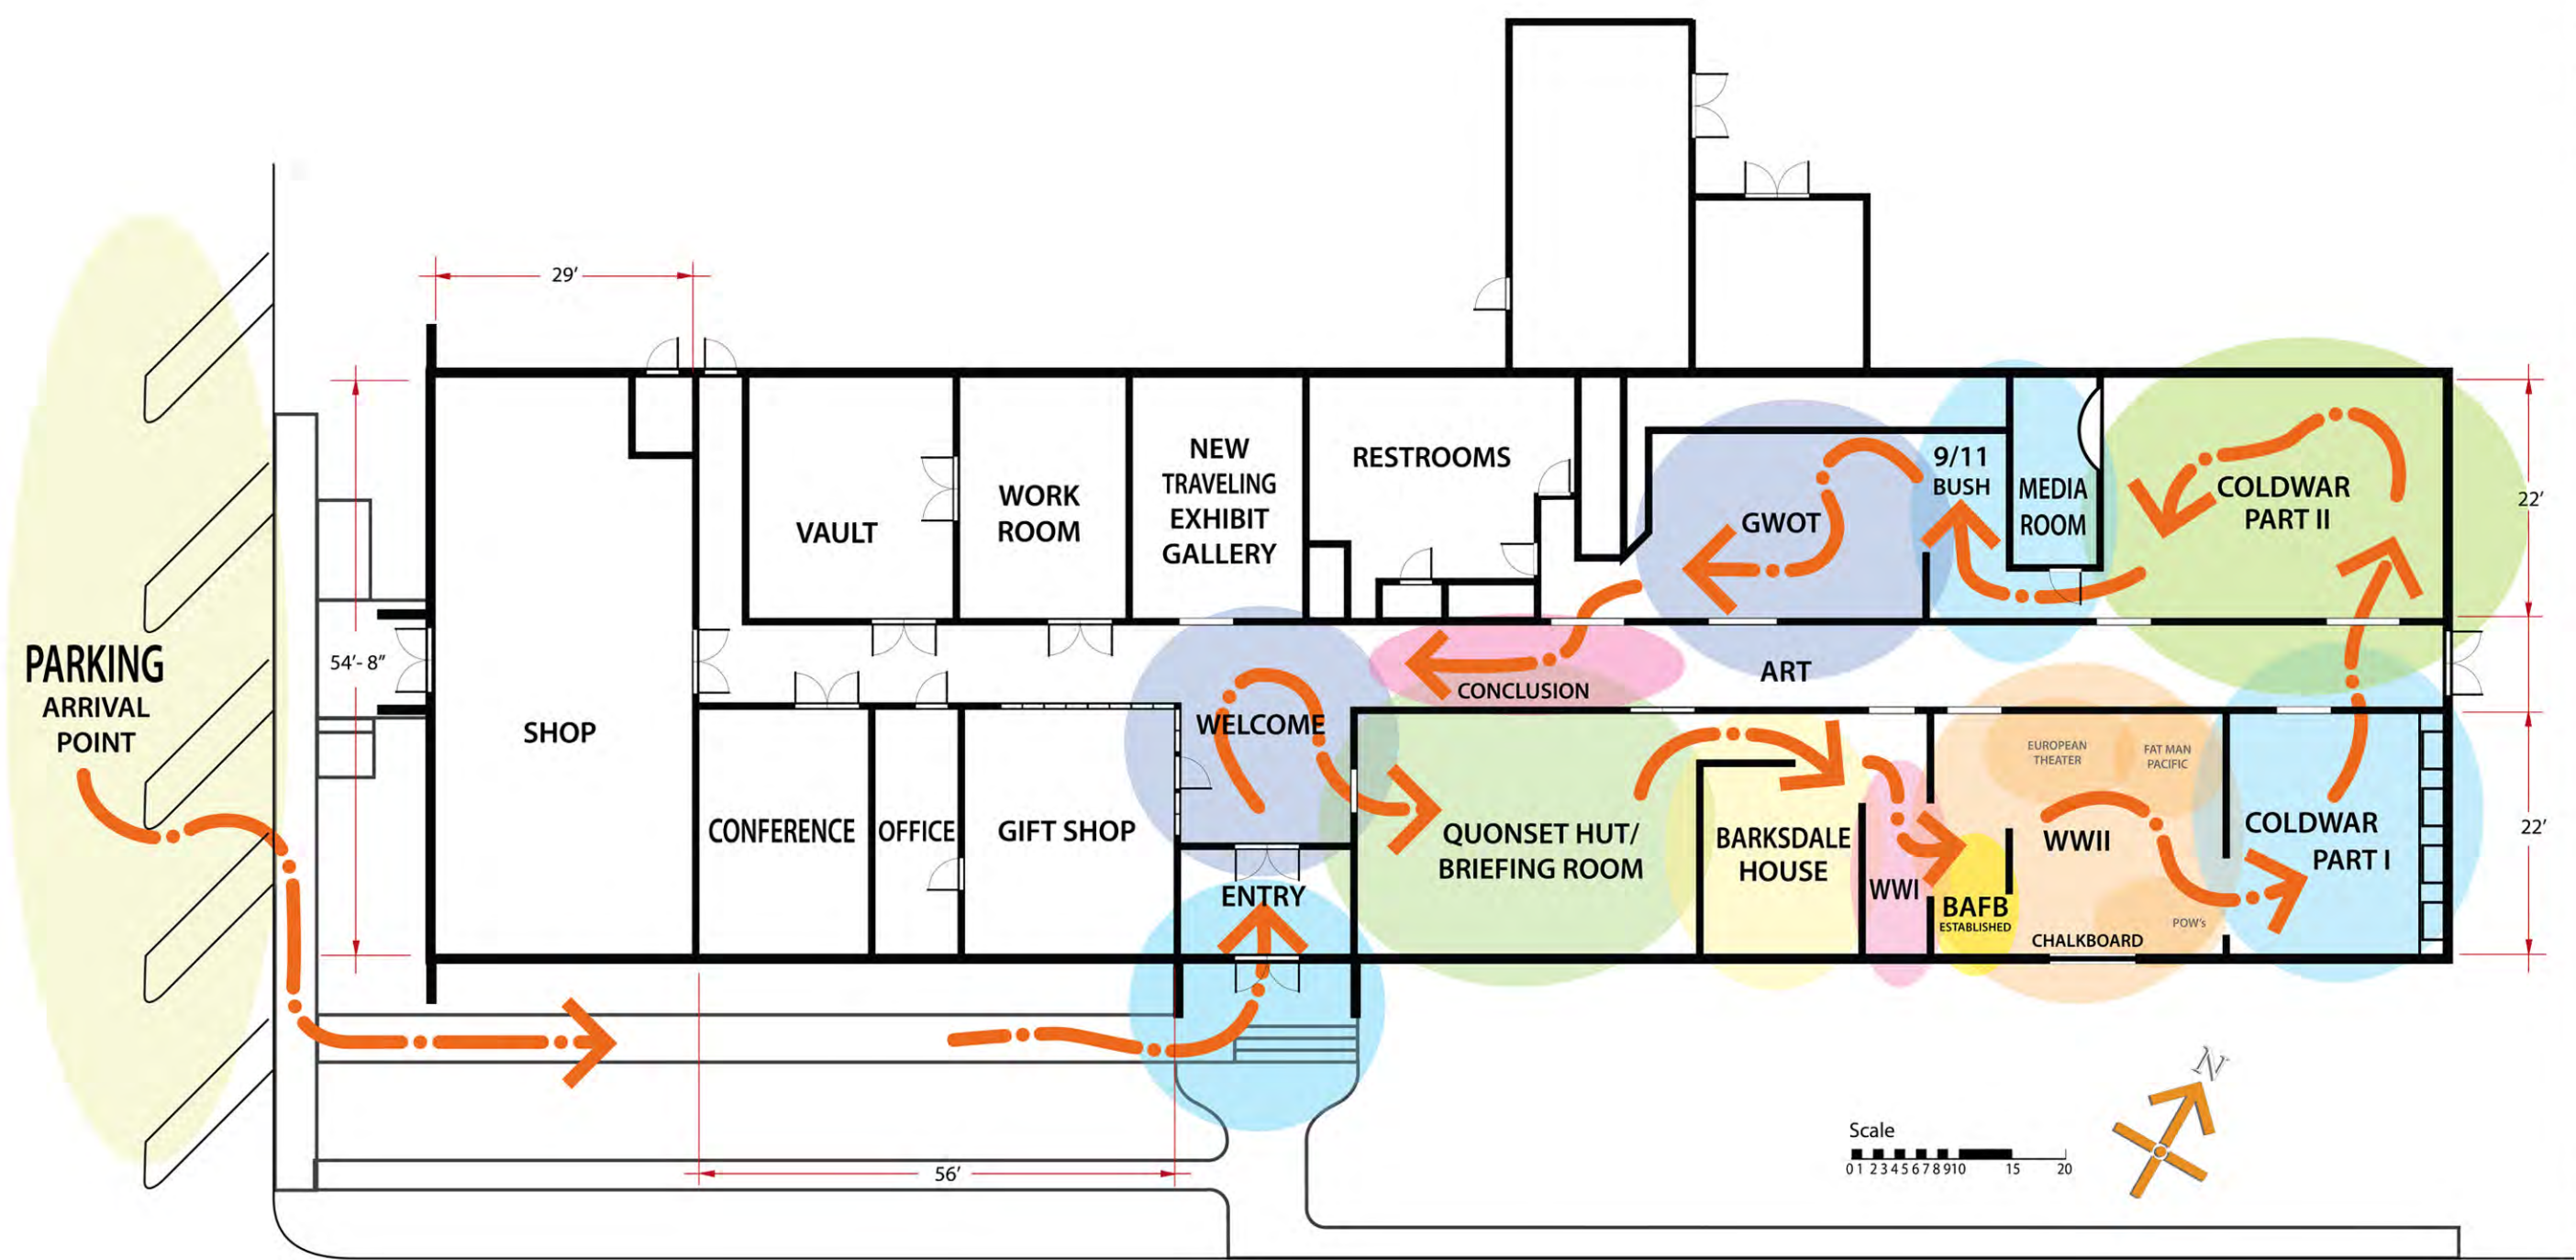 29'
NEW
TRAVELING
EXHIBIT
GALLERY
RESTROOMS
WORK
ROOM
VAULT
9/11
BUSH
MEDIA
ROOM
COLDWAR
PART II
GWOT
22'
PARKING
ARRIVAL
POINT
54'- 8"
ART
CONCLUSION
SHOP
WELCOME
EUROPEAN
THEATER
FAT MAN
PACIFIC
CONFERENCE
OFFICE
GIFT SHOP
QUONSET HUT/
BRIEFING ROOM
BARKSDALE
HOUSE
WWII
COLDWAR
PART I
22'
ENTRY
WWI
BAFB
ESTABLISHED
POW's
CHALKBOARD
N
Scale
0 1 2 3 4 5 6 7 8 9 10 15 20
56'